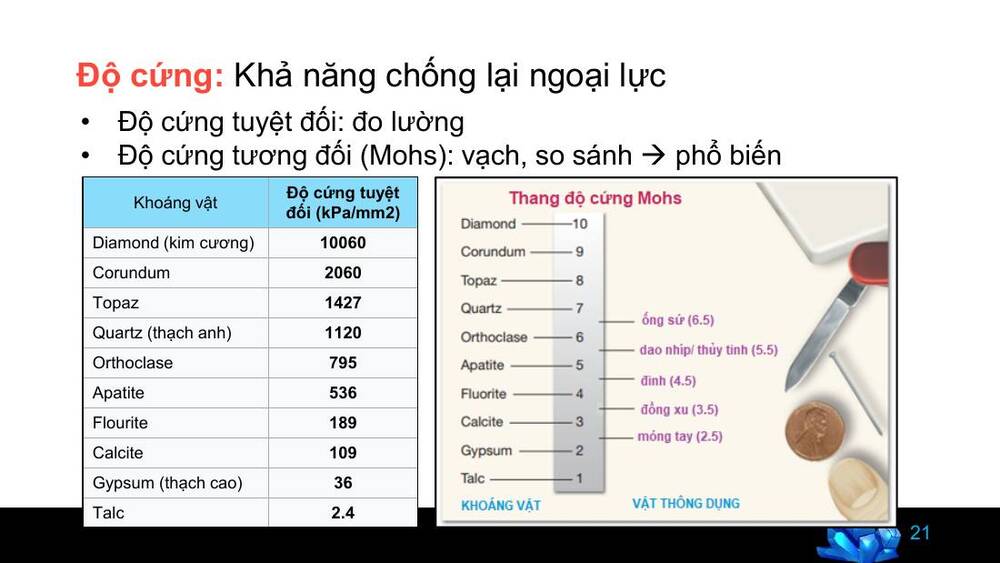 Độ cứng: Khả năng chống lại ngoại lực
• Độ cứng tuyệt đối: đo lường
• Độ cứng tương đối (Mohs): vạch, so sánh → phổ biến
Khoáng vật Độ cứng tuyệt đối (kPa/mm2)
Diamond (kim cương) 10060
Corundum 2060
Topaz 1427
Quartz (thạch anh) 1120
Orthoclase 795
Apatite 536
Flourite 189
Calcite 109
Gypsum (thạch cao) 36
Talc 2.4
Thang độ cứng Mohs
Diamond 10
Corundum 9
Topaz 8
Quartz 7
ống sứ (6.5)
Orthoclase 6
dao nhíp/ thủy tinh (5.5)
Apatite 5
đinh (4.5)
Fluorite 4
đồng xu (3.5)
Calcite 3
móng tay (2.5)
Gypsum 2
Talc 1
KHOÁNG VẬT
VẬT THÔNG DỤNG
21